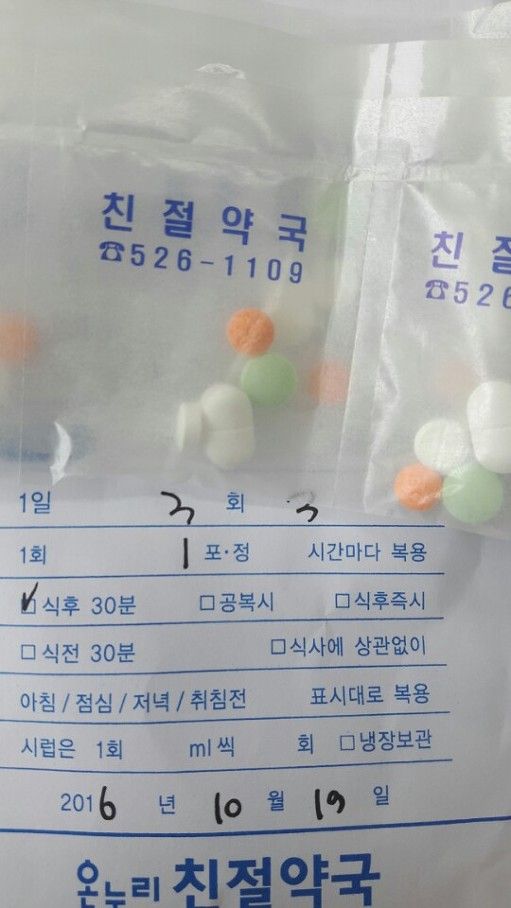 친절약국
☎526-1109
친절
☎526
1일 3 회 3
1회 1 포·정 시간마다 복용
☑식후 30분 □공복시 □식후즉시
□식전 30분 □식사에 상관없이
아침/점심/저녁/취침전 표시대로 복용
시럽은 1회 ml씩 회 □냉장보관
2016 년 10 월 19 일
온누리 친절약국